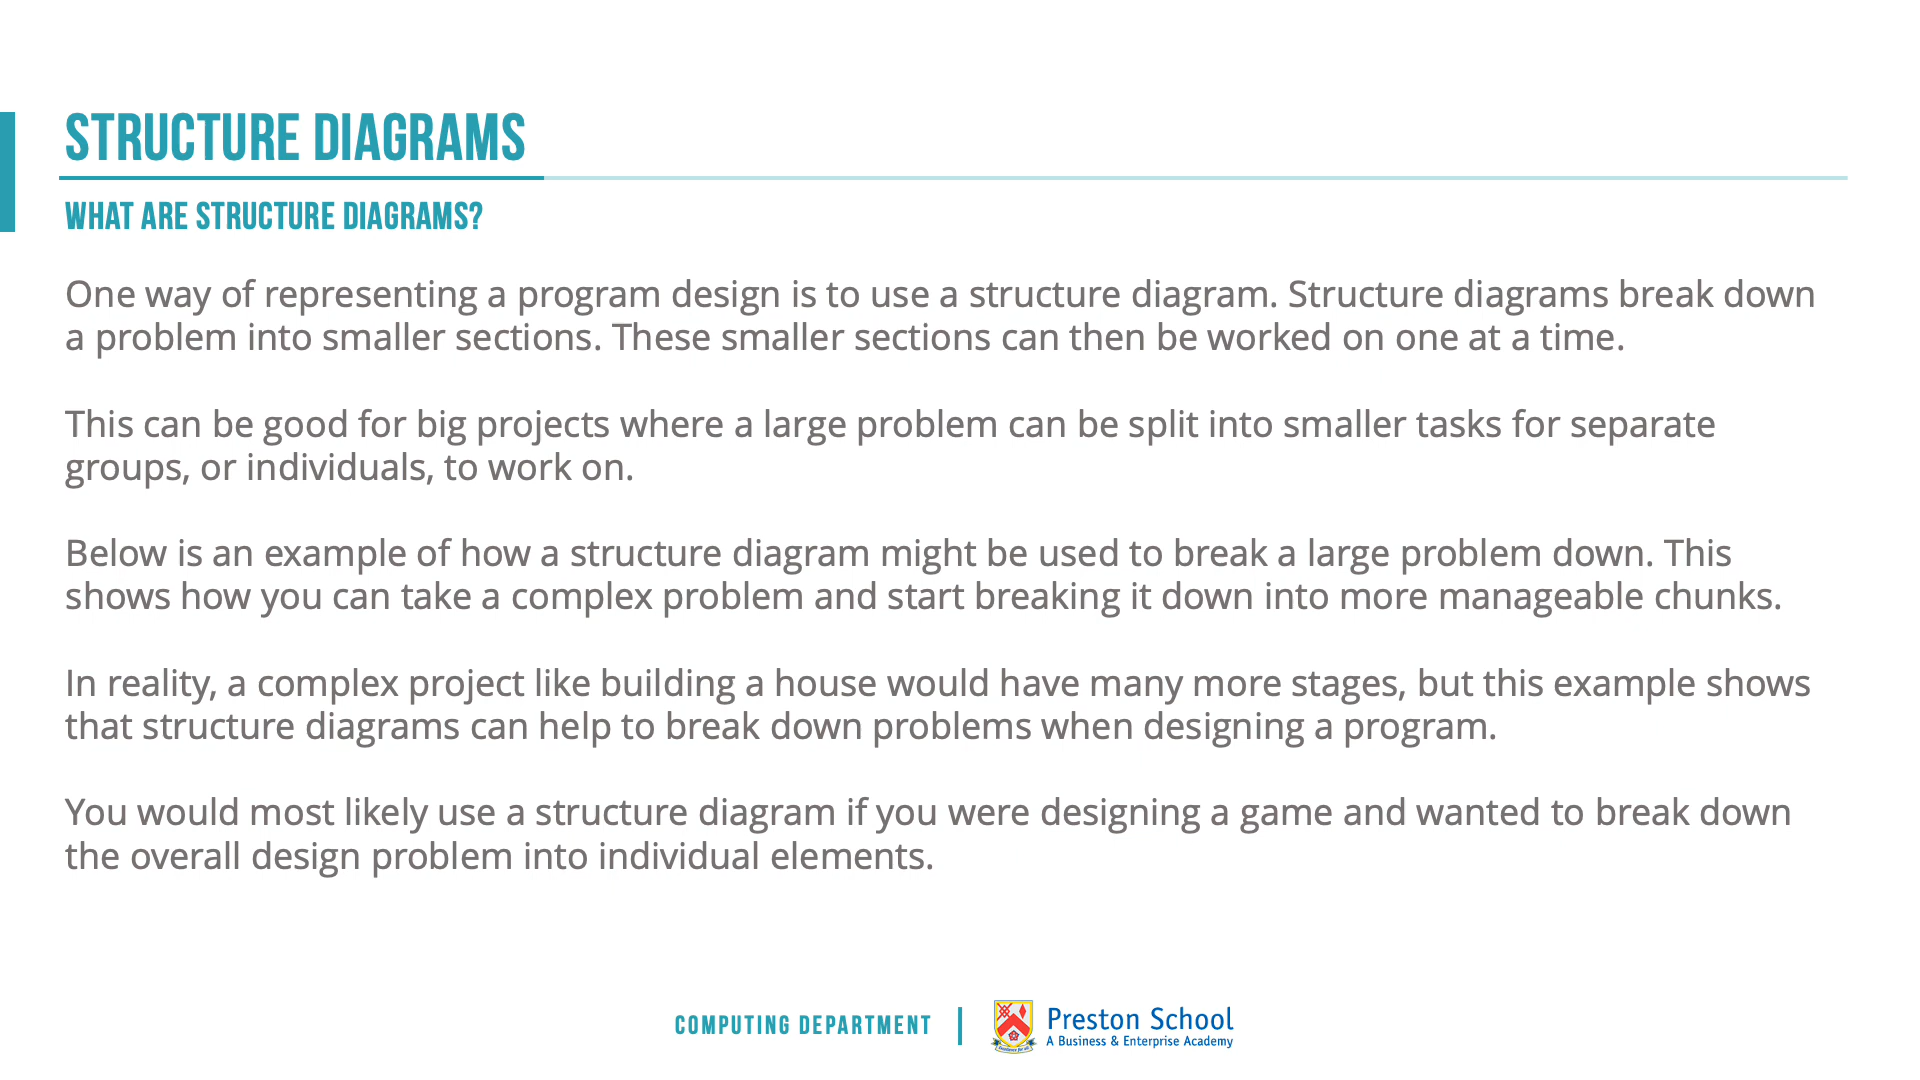 STRUCTURE DIAGRAMS
WHAT ARE STRUCTURE DIAGRAMS?
One way of representing a program design is to use a structure diagram. Structure diagrams break down
a problem into smaller sections. These smaller sections can then be worked on one at a time.
This can be good for big projects where a large problem can be split into smaller tasks for separate
groups, or individuals, to work on.
Below is an example of how a structure diagram might be used to break a large problem down. This
shows how you can take a complex problem and start breaking it down into more manageable chunks.
In reality, a complex project like building a house would have many more stages, but this example shows
that structure diagrams can help to break down problems when designing a program.
You would most likely use a structure diagram if you were designing a game and wanted to break down
the overall design problem into individual elements.
COMPUTING DEPARTMENT
Preston School
A Business & Enterprise Academy